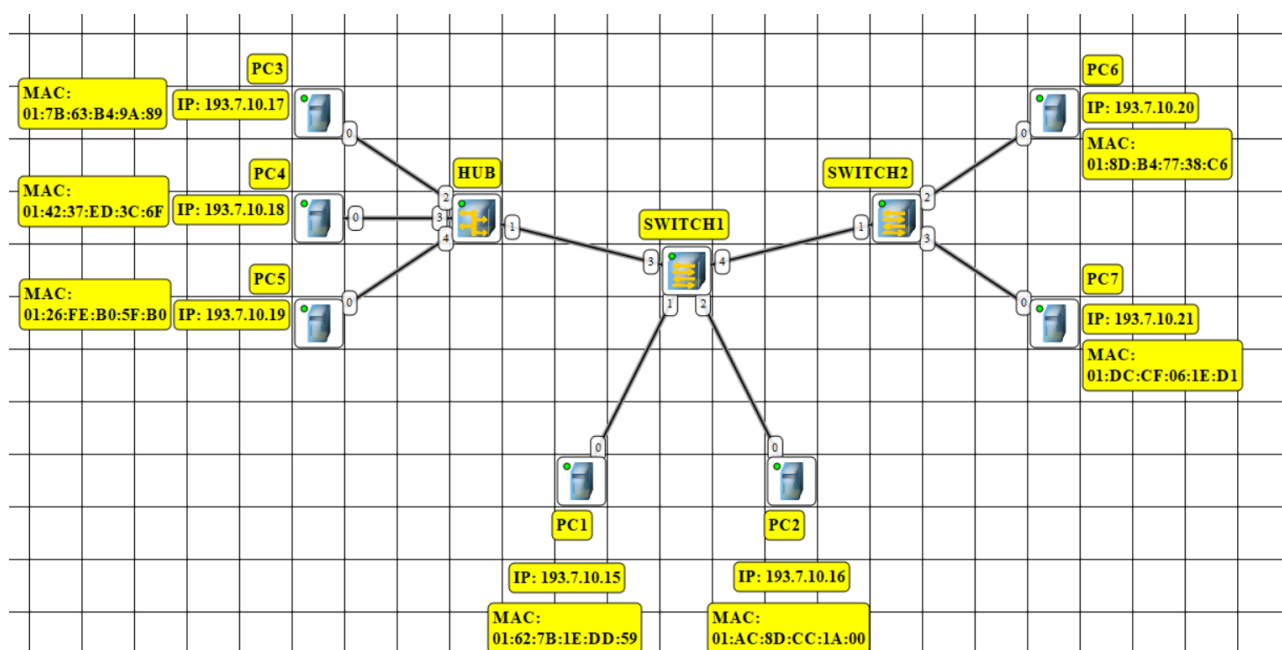 PC3
MAC:
01:7B:63:B4:9A:89
IP: 193.7.10.17
0
PC4
MAC:
01:42:37:ED:3C:6F
IP: 193.7.10.18
0
PC5
MAC:
01:26:FE:B0:5F:B0
IP: 193.7.10.19
0
HUB
2
3
4
1
SWITCH1
3
4
1
2
SWITCH2
1
2
3
PC6
IP: 193.7.10.20
0
MAC:
01:8D:B4:77:38:C6
PC7
0
IP: 193.7.10.21
MAC:
01:DC:CF:06:1E:D1
0
PC1
IP: 193.7.10.15
MAC:
01:62:7B:1E:DD:59
0
PC2
IP: 193.7.10.16
MAC:
01:AC:8D:CC:1A:00